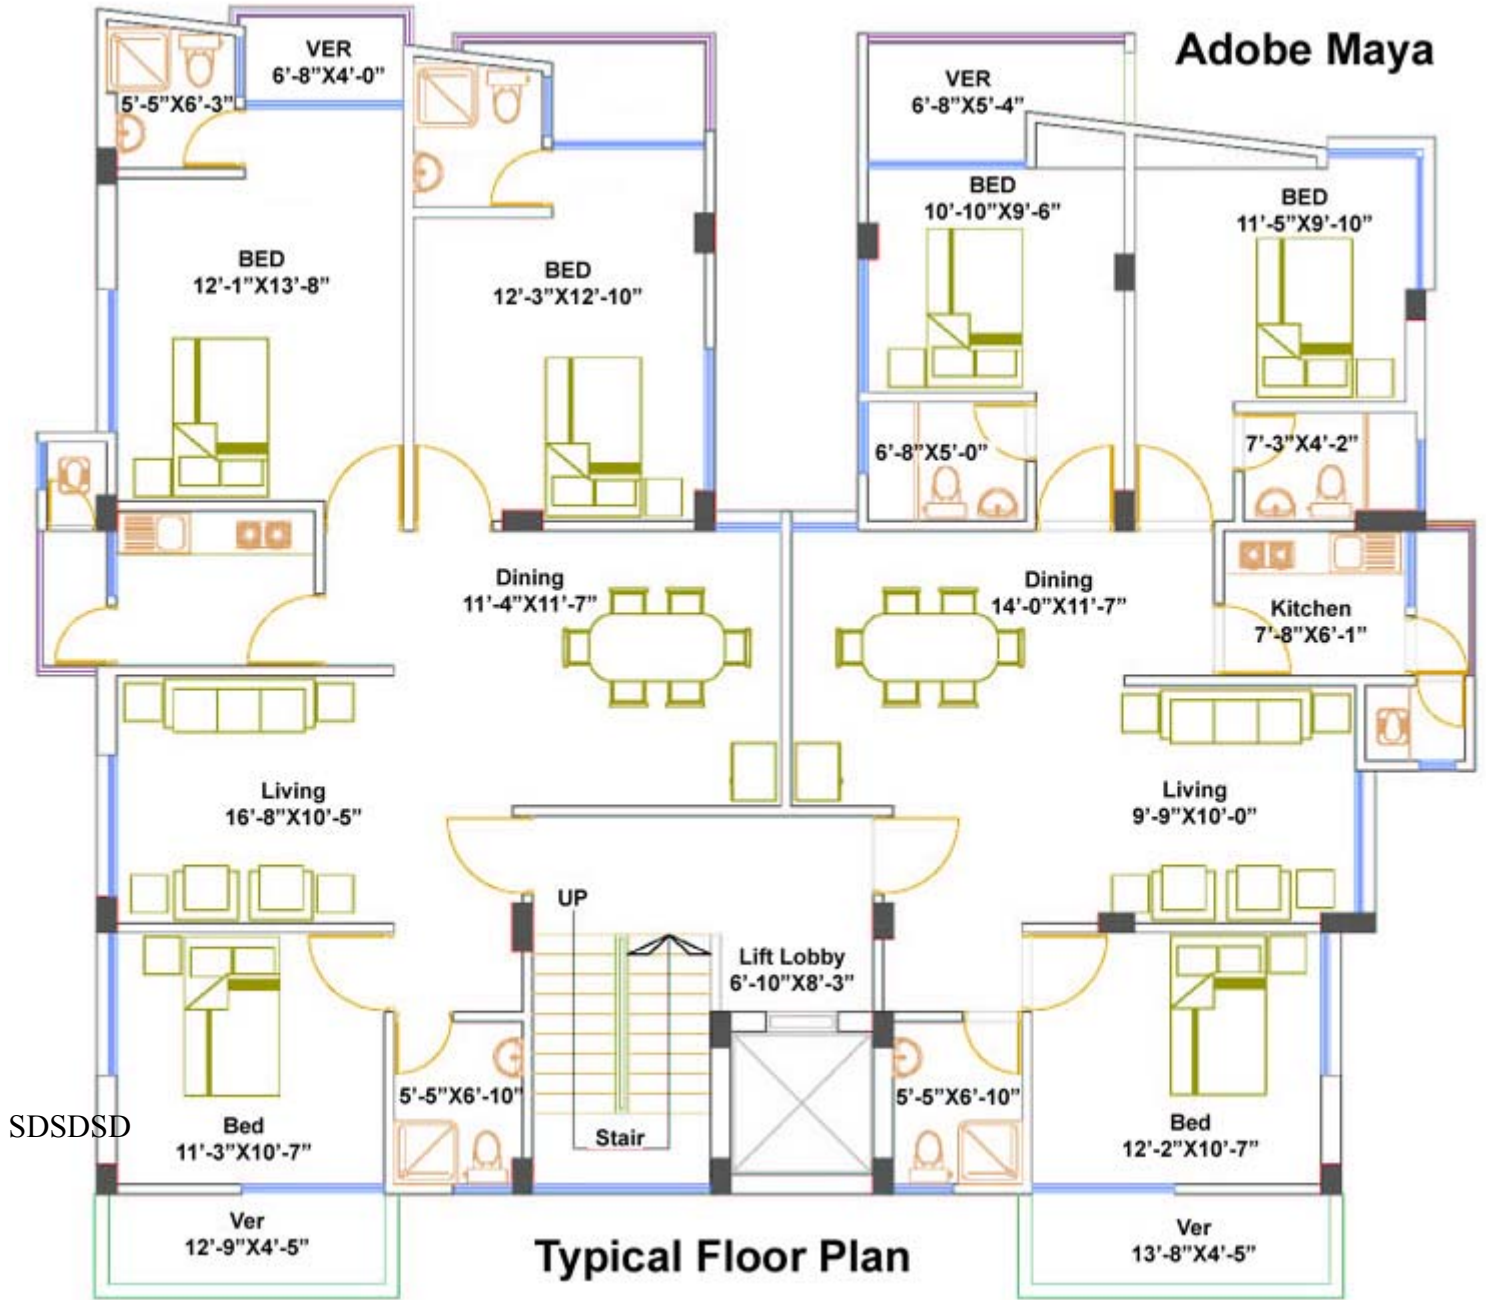 Adobe Maya
VER
6'-8”X4'-0”
5'-5”X6'-3”
VER
6'-8”X5'-4”
BED
10'-10”X9'-6”
BED
11'-5”X9'-10”
BED
12'-1”X13'-8”
BED
12'-3”X12'-10”
6'-8”X5'-0”
7'-3”X4'-2”
Dining
11'-4”X11'-7”
Dining
14'-0”X11'-7”
Kitchen
7'-8”X6'-1”
Living
16'-8”X10'-5”
Living
9'-9”X10'-0”
UP
Lift Lobby
6'-10”X8'-3”
5'-5”X6'-10”
5'-5”X6'-10”
SDSDSD
Bed
11'-3”X10'-7”
Stair
Bed
12'-2”X10'-7”
Ver
12'-9”X4'-5”
Typical Floor Plan
Ver
13'-8”X4'-5”